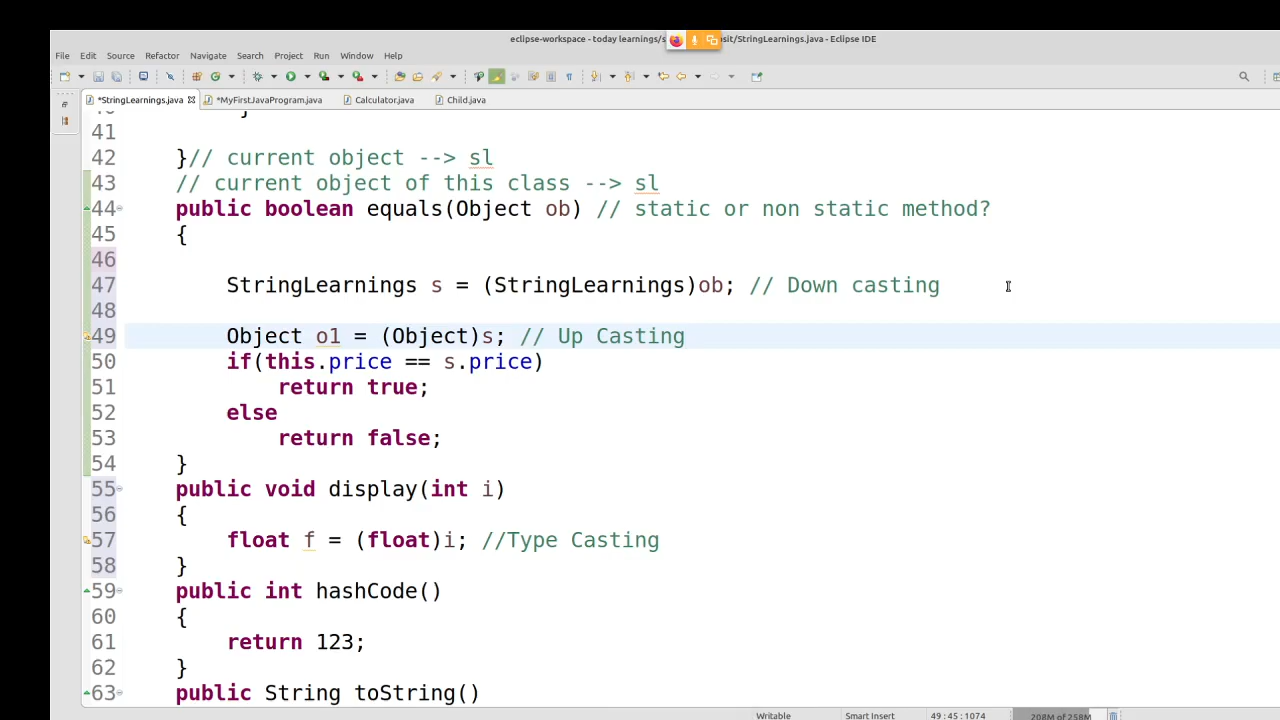 eclipse-workspace - today learnings/s sit/StringLearnings.java - Eclipse IDE
File Edit Source Refactor Navigate Search Project Run Window Help
*StringLearnings.java *MyFirstJavaProgram.java Calculator.java Child.java
41
42 }// current object --> sl
43 // current object of this class --> sl
44 public boolean equals(Object ob) // static or non static method?
45 {
46
47 StringLearnings s = (StringLearnings)ob; // Down casting
48
49 Object o1 = (Object)s; // Up Casting
50 if(this.price == s.price)
51 return true;
52 else
53 return false;
54 }
55 public void display(int i)
56 {
57 float f = (float)i; //Type Casting
58 }
59 public int hashCode()
60 {
61 return 123;
62 }
63 public String toString()
Writable Smart Insert 49 : 45 : 1074 208M of 258M